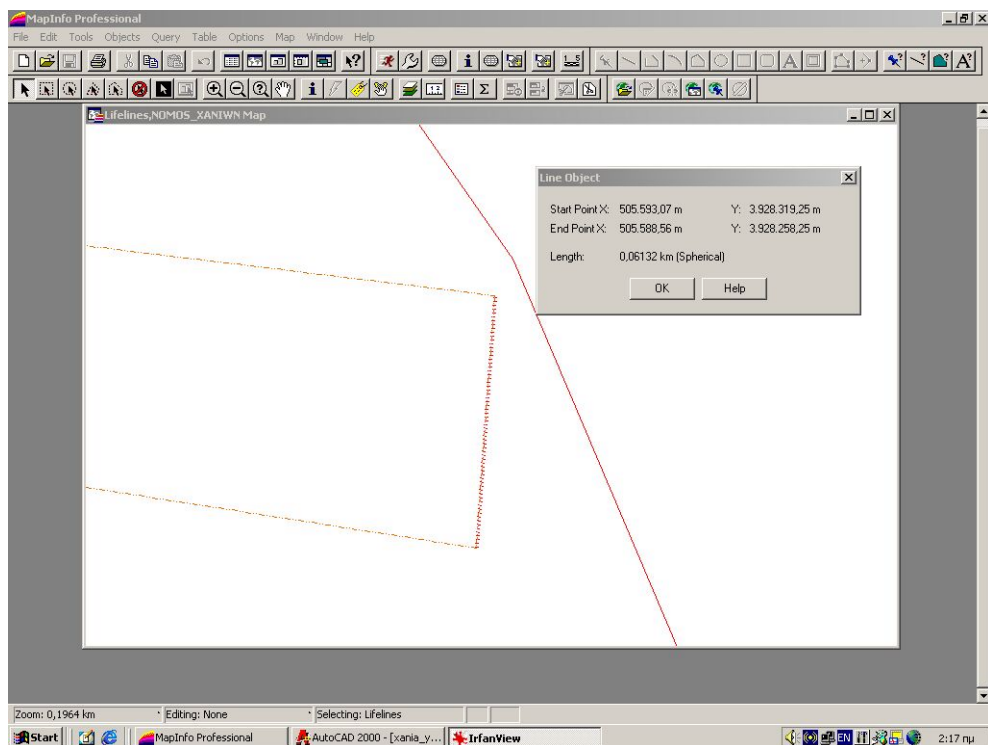 MapInfo Professional
File Edit Tools Objects Query Table Options Map Window Help
Lifelines,NOMOS_XANIWN Map
Line Object
Start Point X: 505.593,07 m Y: 3.928.319,25 m
End Point X: 505.588,56 m Y: 3.928.258,25 m
Length: 0,06132 km (Spherical)
OK Help
Zoom: 0,1964 km Editing: None Selecting: Lifelines
Start MapInfo Professional AutoCAD 2000 - [xania_y... IrfanView EN 2:17 πμ